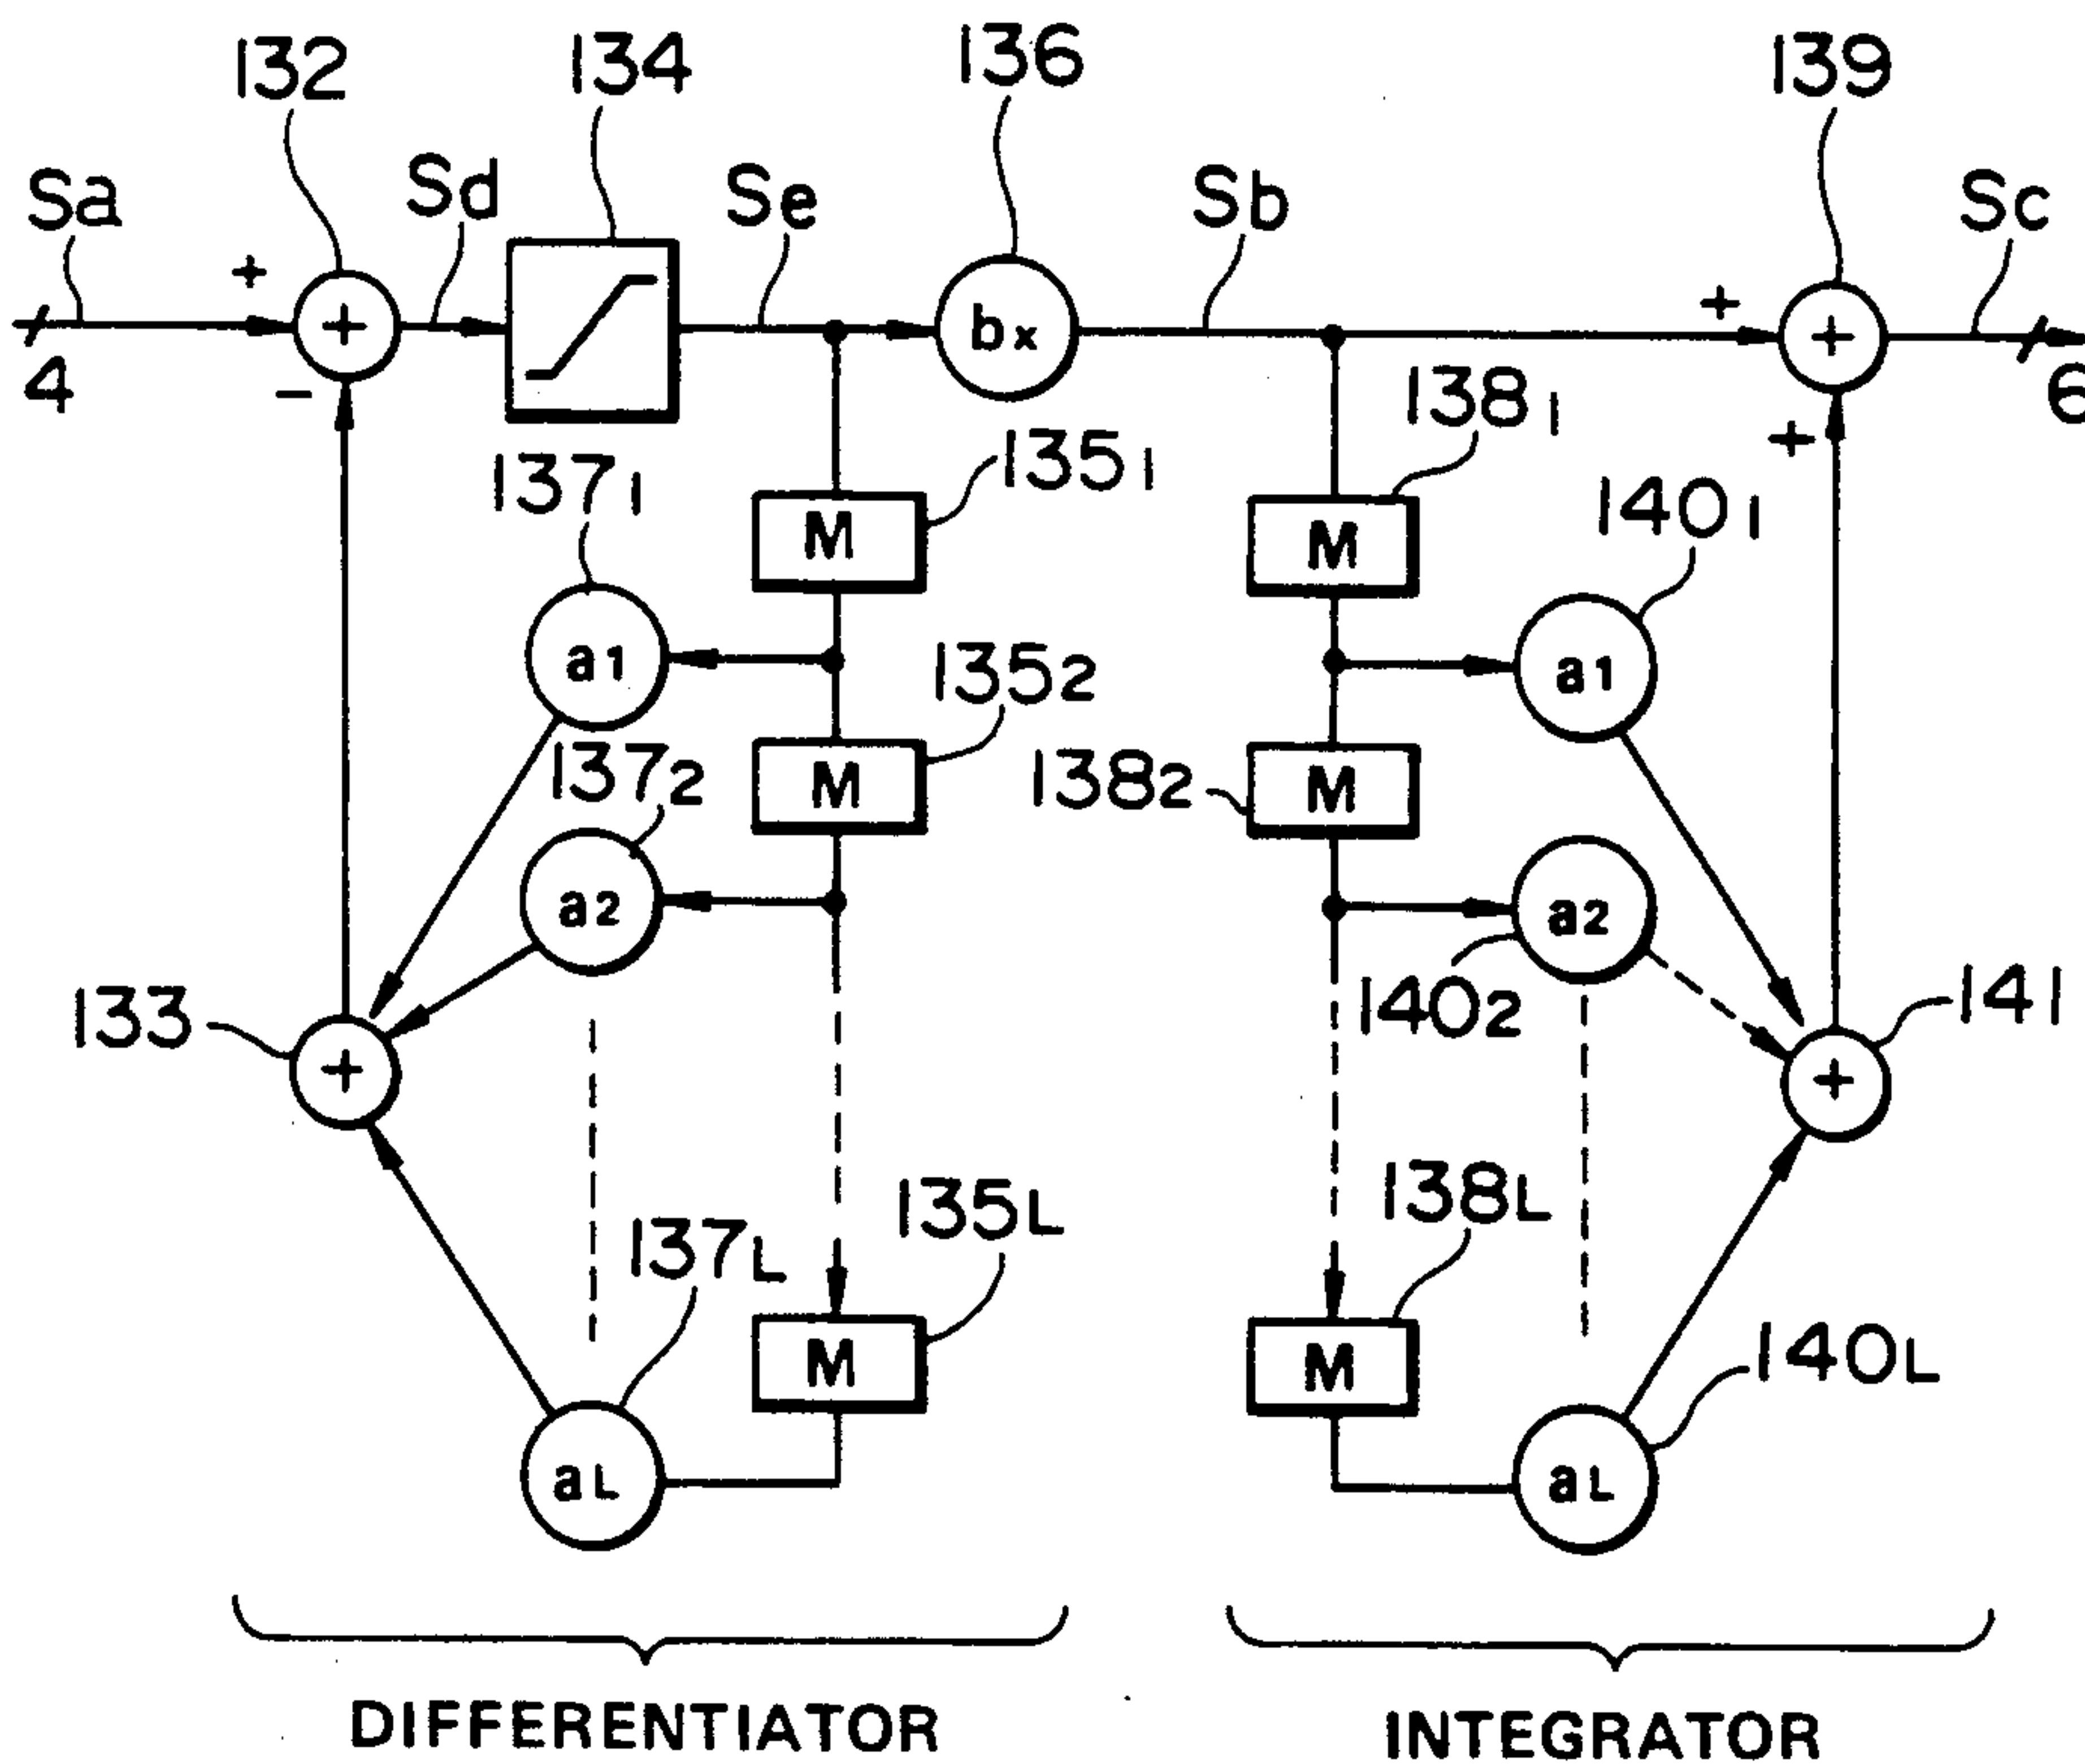 132 134 136 139
Sa Sd Se Sb Sc
+ + + bx + +
4 - 6
+
138₁
135₁
137₁
140₁
M M
a1 a1
135₂
137₂ 138₂
M M
a2 a2
140₂
133 141
+ +
138L
135L
137L
140L
M M
aL aL
DIFFERENTIATOR INTEGRATOR